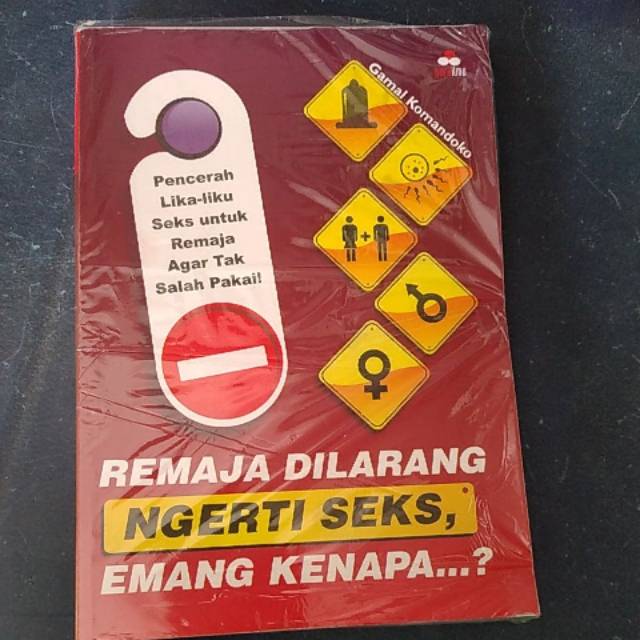 Gamal Komandoko
Pencerah
Lika-liku
Seks untuk
Remaja
Agar Tak
Salah Pakai!
REMAJA DILARANG
NGERTI SEKS,
EMANG KENAPA...?